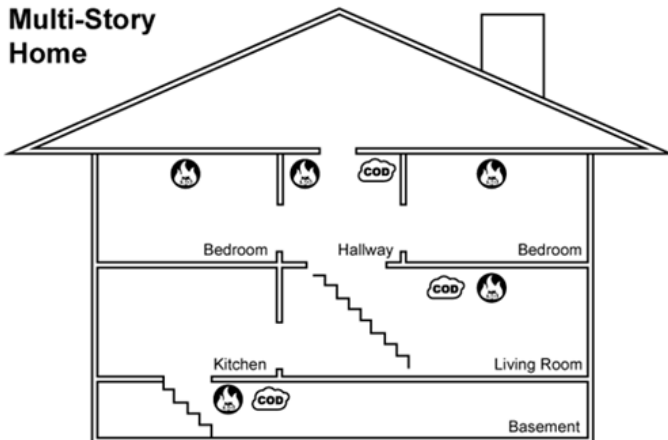 Multi-Story
Home
COD
Bedroom
Hallway
Bedroom
COD
Kitchen
Living Room
COD
Basement